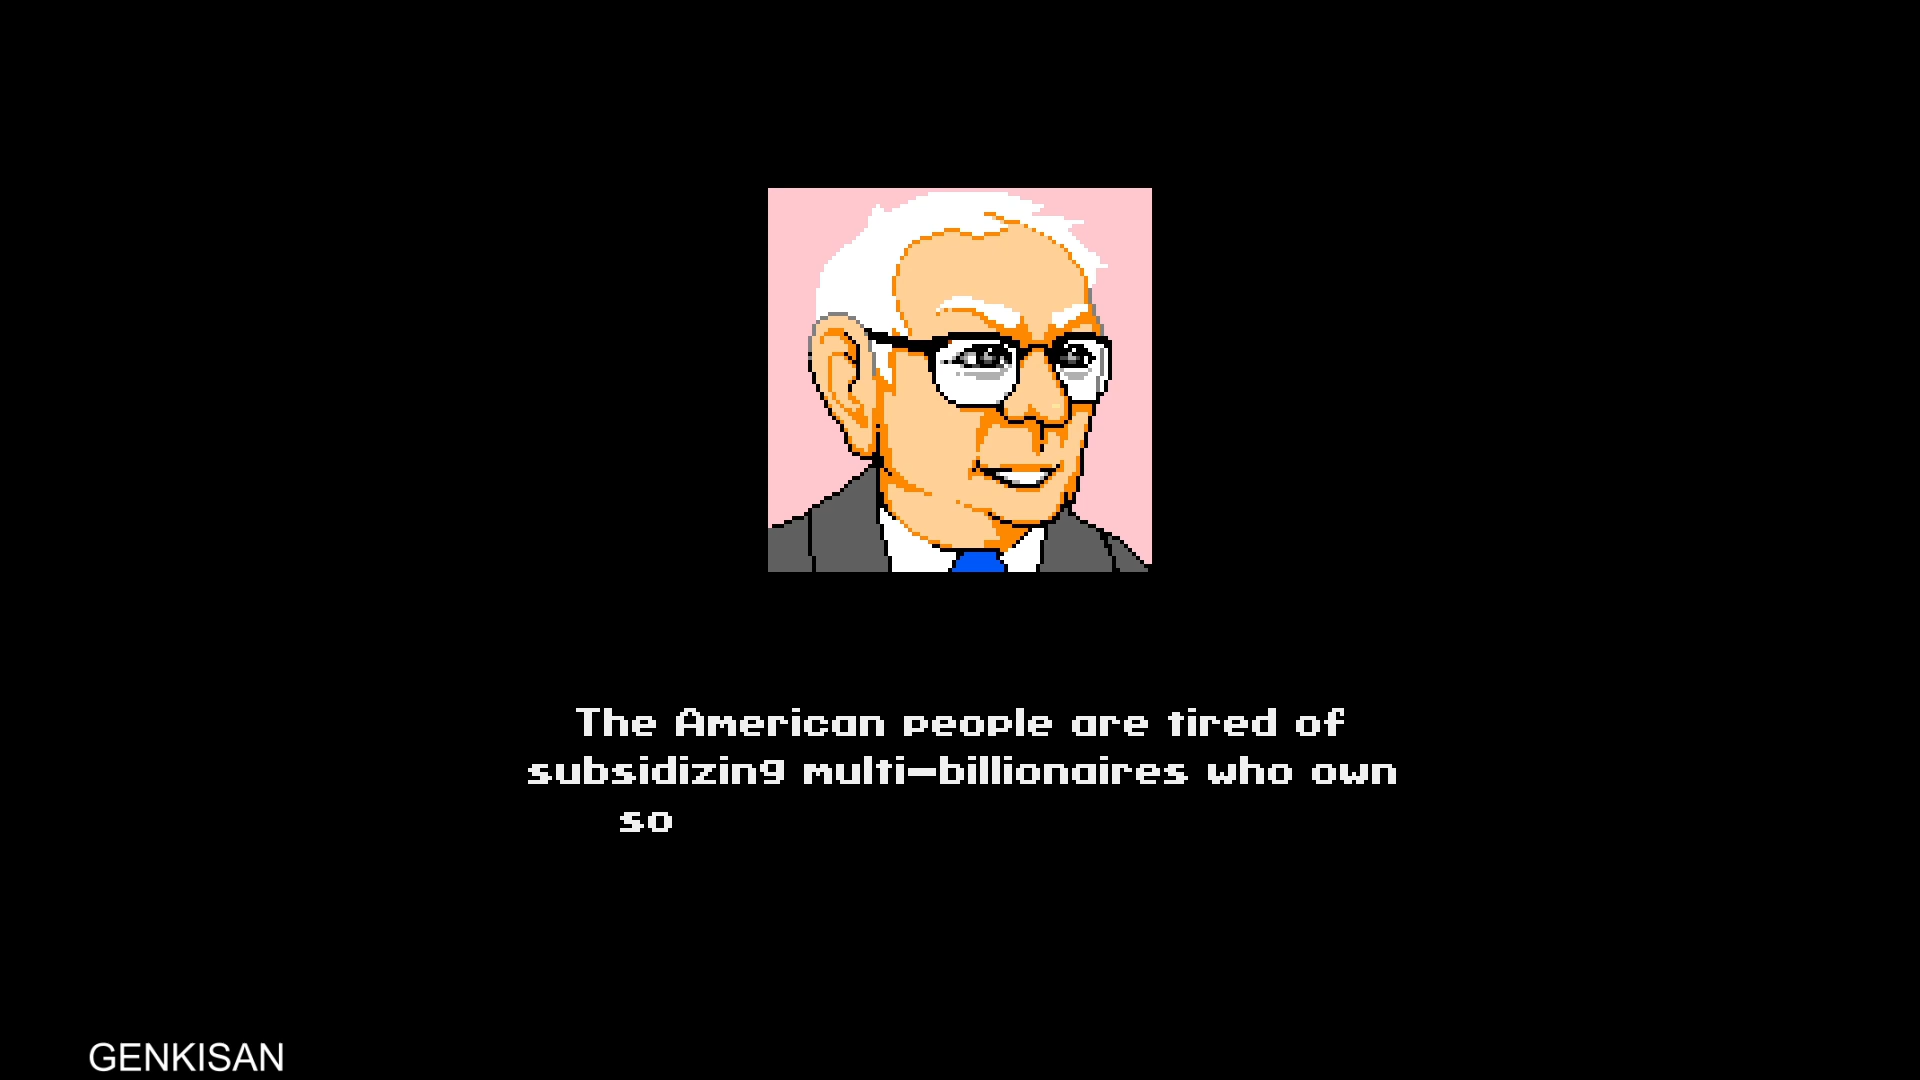 The American people are tired of
subsidizing multi-billionaires who own
so
GENKISAN